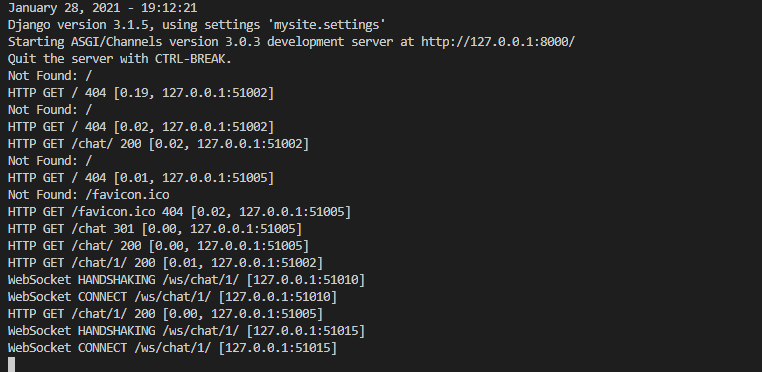 January 28, 2021 - 19:12:21
Django version 3.1.5, using settings 'mysite.settings'
Starting ASGI/Channels version 3.0.3 development server at http://127.0.0.1:8000/
Quit the server with CTRL-BREAK.
Not Found: /
HTTP GET / 404 [0.19, 127.0.0.1:51002]
Not Found: /
HTTP GET / 404 [0.02, 127.0.0.1:51002]
HTTP GET /chat/ 200 [0.02, 127.0.0.1:51002]
Not Found: /
HTTP GET / 404 [0.01, 127.0.0.1:51005]
Not Found: /favicon.ico
HTTP GET /favicon.ico 404 [0.02, 127.0.0.1:51005]
HTTP GET /chat 301 [0.00, 127.0.0.1:51005]
HTTP GET /chat/ 200 [0.00, 127.0.0.1:51005]
HTTP GET /chat/1/ 200 [0.01, 127.0.0.1:51002]
WebSocket HANDSHAKING /ws/chat/1/ [127.0.0.1:51010]
WebSocket CONNECT /ws/chat/1/ [127.0.0.1:51010]
HTTP GET /chat/1/ 200 [0.00, 127.0.0.1:51005]
WebSocket HANDSHAKING /ws/chat/1/ [127.0.0.1:51015]
WebSocket CONNECT /ws/chat/1/ [127.0.0.1:51015]